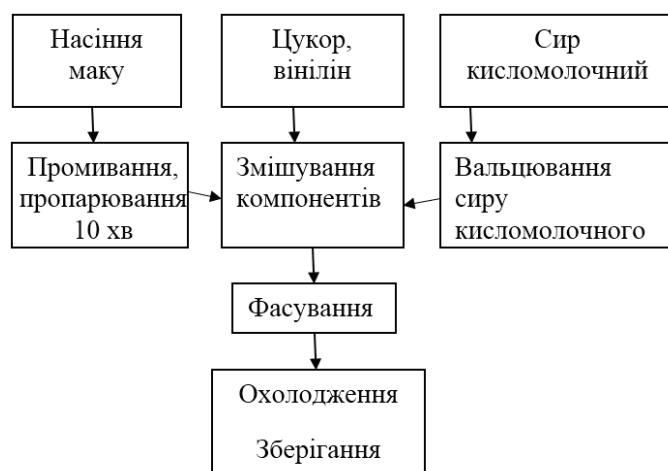 Насіння
маку
Цукор,
вінілін
Сир
кисломолочний
Промивання,
пропарювання
10 хв
Змішування
компонентів
Вальцювання
сиру
кисломолочного
Фасування
Охолодження
Зберігання